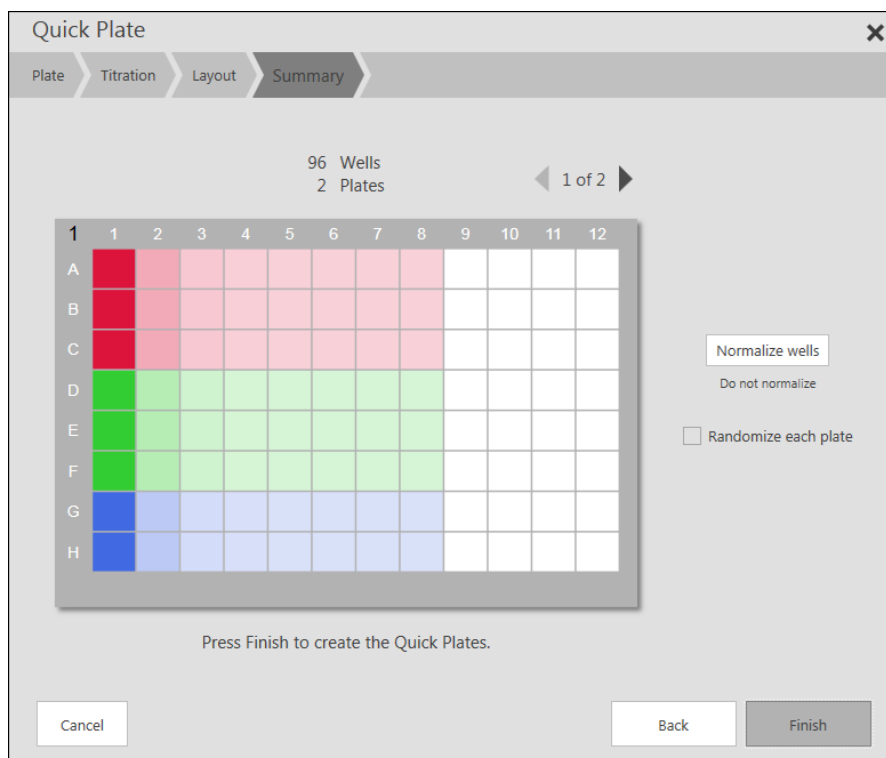 Quick Plate
Plate Titration Layout Summary
96 Wells
2 Plates
1 of 2
1 1 2 3 4 5 6 7 8 9 10 11 12
A
B
C
D
E
F
G
H
Normalize wells
Do not normalize
Randomize each plate
Press Finish to create the Quick Plates.
Cancel Back Finish